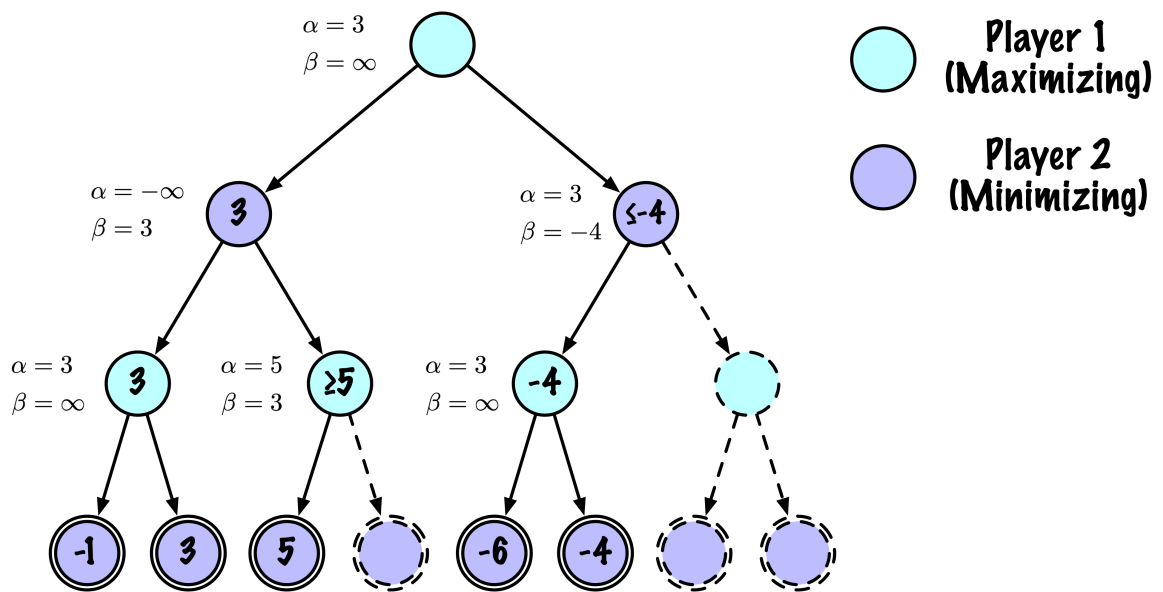 α = 3
β = ∞
Player 1
(Maximizing)
Player 2
(Minimizing)
α = −∞
β = 3
3
α = 3
β = −4
≤-4
α = 3
β = ∞
3
α = 5
β = 3
≥5
α = 3
β = ∞
-4
-1
3
5
-6
-4